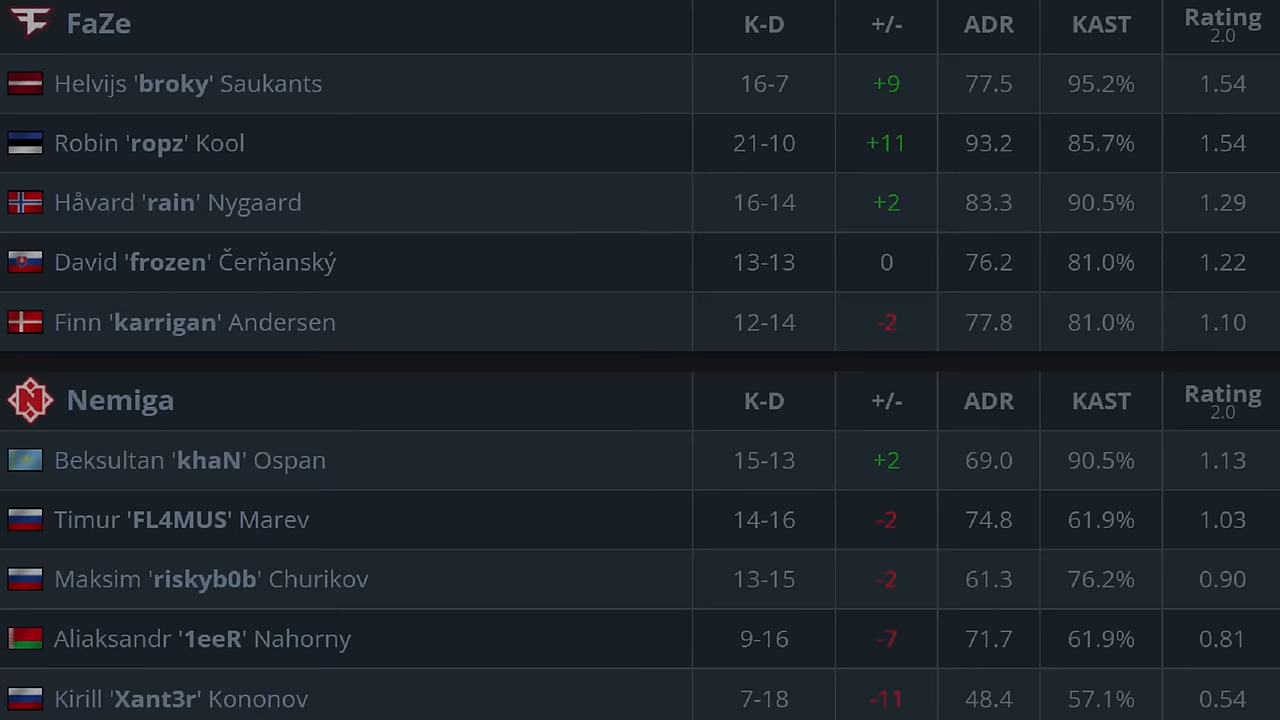 FaZe K-D +/- ADR KAST Rating 2.0
Helvijs 'broky' Saukants 16-7 +9 77.5 95.2% 1.54
Robin 'ropz' Kool 21-10 +11 93.2 85.7% 1.54
Håvard 'rain' Nygaard 16-14 +2 83.3 90.5% 1.29
David 'frozen' Čerňanský 13-13 0 76.2 81.0% 1.22
Finn 'karrigan' Andersen 12-14 -2 77.8 81.0% 1.10
Nemiga K-D +/- ADR KAST Rating 2.0
Beksultan 'khaN' Ospan 15-13 +2 69.0 90.5% 1.13
Timur 'FL4MUS' Marev 14-16 -2 74.8 61.9% 1.03
Maksim 'riskyb0b' Churikov 13-15 -2 61.3 76.2% 0.90
Aliaksandr '1eeR' Nahorny 9-16 -7 71.7 61.9% 0.81
Kirill 'Xant3r' Kononov 7-18 -11 48.4 57.1% 0.54